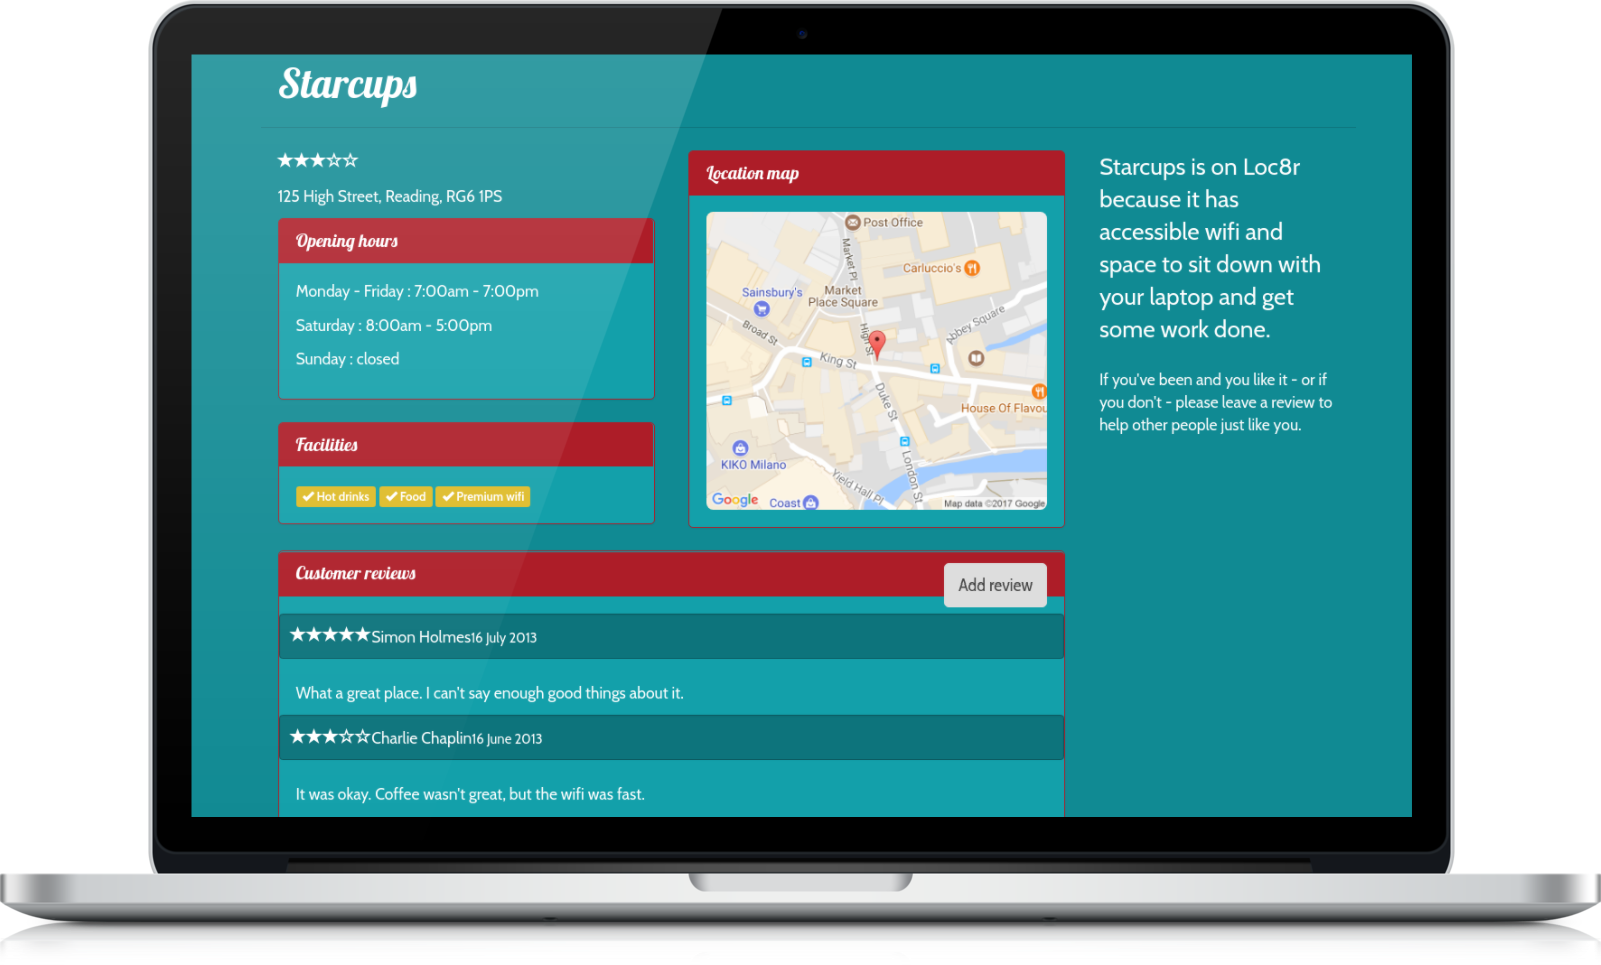 Starcups
125 High Street, Reading, RG6 1PS
Opening hours
Monday - Friday : 7:00am - 7:00pm
Saturday : 8:00am - 5:00pm
Sunday : closed
Facilities
Hot drinks
Food
Premium wifi
Location map
Post Office
Market Pl
Carluccio's
Sainsbury's
Market
Place Square
Broad St
High St
Abbey Square
King St
Duke St
House Of Flavou
KIKO Milano
London St
Yield Hall Pl
Google
Coast
Map data ©2017 Google
Starcups is on Loc8r
because it has
accessible wifi and
space to sit down with
your laptop and get
some work done.
If you've been and you like it - or if
you don't - please leave a review to
help other people just like you.
Customer reviews
Add review
★★★★★Simon Holmes16 July 2013
What a great place. I can't say enough good things about it.
★★★☆☆Charlie Chaplin16 June 2013
It was okay. Coffee wasn't great, but the wifi was fast.